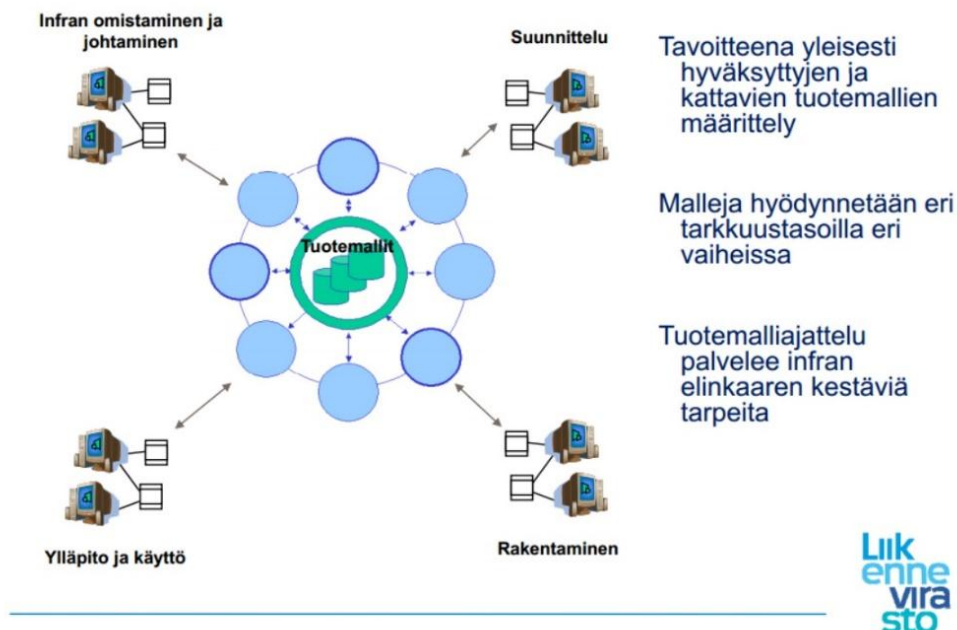 Infran omistaminen ja
johtaminen
Suunnittelu
Tuotemallit
Ylläpito ja käyttö
Rakentaminen
Tavoitteena yleisesti
hyväksyttyjen ja
kattavien tuotemallien
määrittely
Malleja hyödynnetään eri
tarkkuustasoilla eri
vaiheissa
Tuotemalliajattelu
palvelee infran
elinkaaren kestäviä
tarpeita
Liik
enne
vira
sto